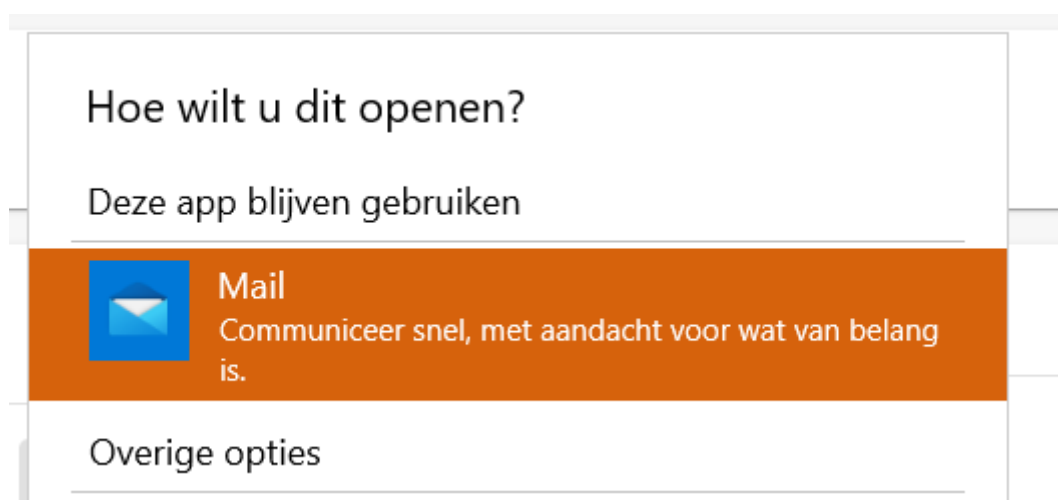 Hoe wilt u dit openen?
Deze app blijven gebruiken
Mail
Communiceer snel, met aandacht voor wat van belang
is.
Overige opties